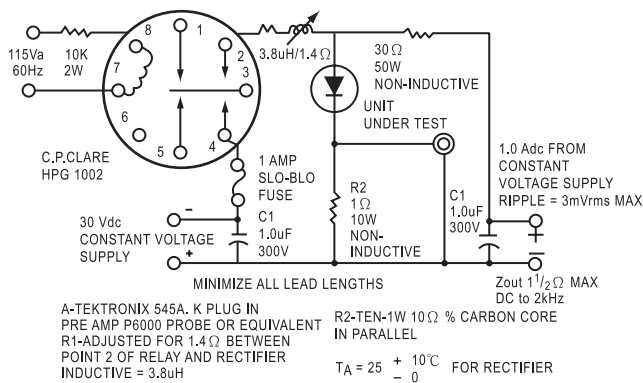 115Va
60Hz
10K
2W
8
1
2
3
7
6
5
4
3.8uH/1.4Ω
30Ω
50W
NON-INDUCTIVE
UNIT
UNDER TEST
C.P.CLARE
HPG 1002
1 AMP
SLO-BLO
FUSE
1.0 Adc FROM
CONSTANT
VOLTAGE SUPPLY
RIPPLE = 3mVrms MAX
–
30 Vdc
CONSTANT VOLTAGE
SUPPLY
+
C1
1.0uF
300V
R2
1Ω
10W
NON-
INDUCTIVE
C1
1.0uF
300V
+
–
MINIMIZE ALL LEAD LENGTHS
Zout 1 1/2 Ω MAX
DC to 2kHz
A-TEKTRONIX 545A. K PLUG IN
PRE AMP P6000 PROBE OR EQUIVALENT
R1-ADJUSTED FOR 1.4Ω BETWEEN
POINT 2 OF RELAY AND RECTIFIER
INDUCTIVE = 3.8uH
R2-TEN-1W 10Ω % CARBON CORE
IN PARALLEL
TA = 25 + 10℃ FOR RECTIFIER
– 0